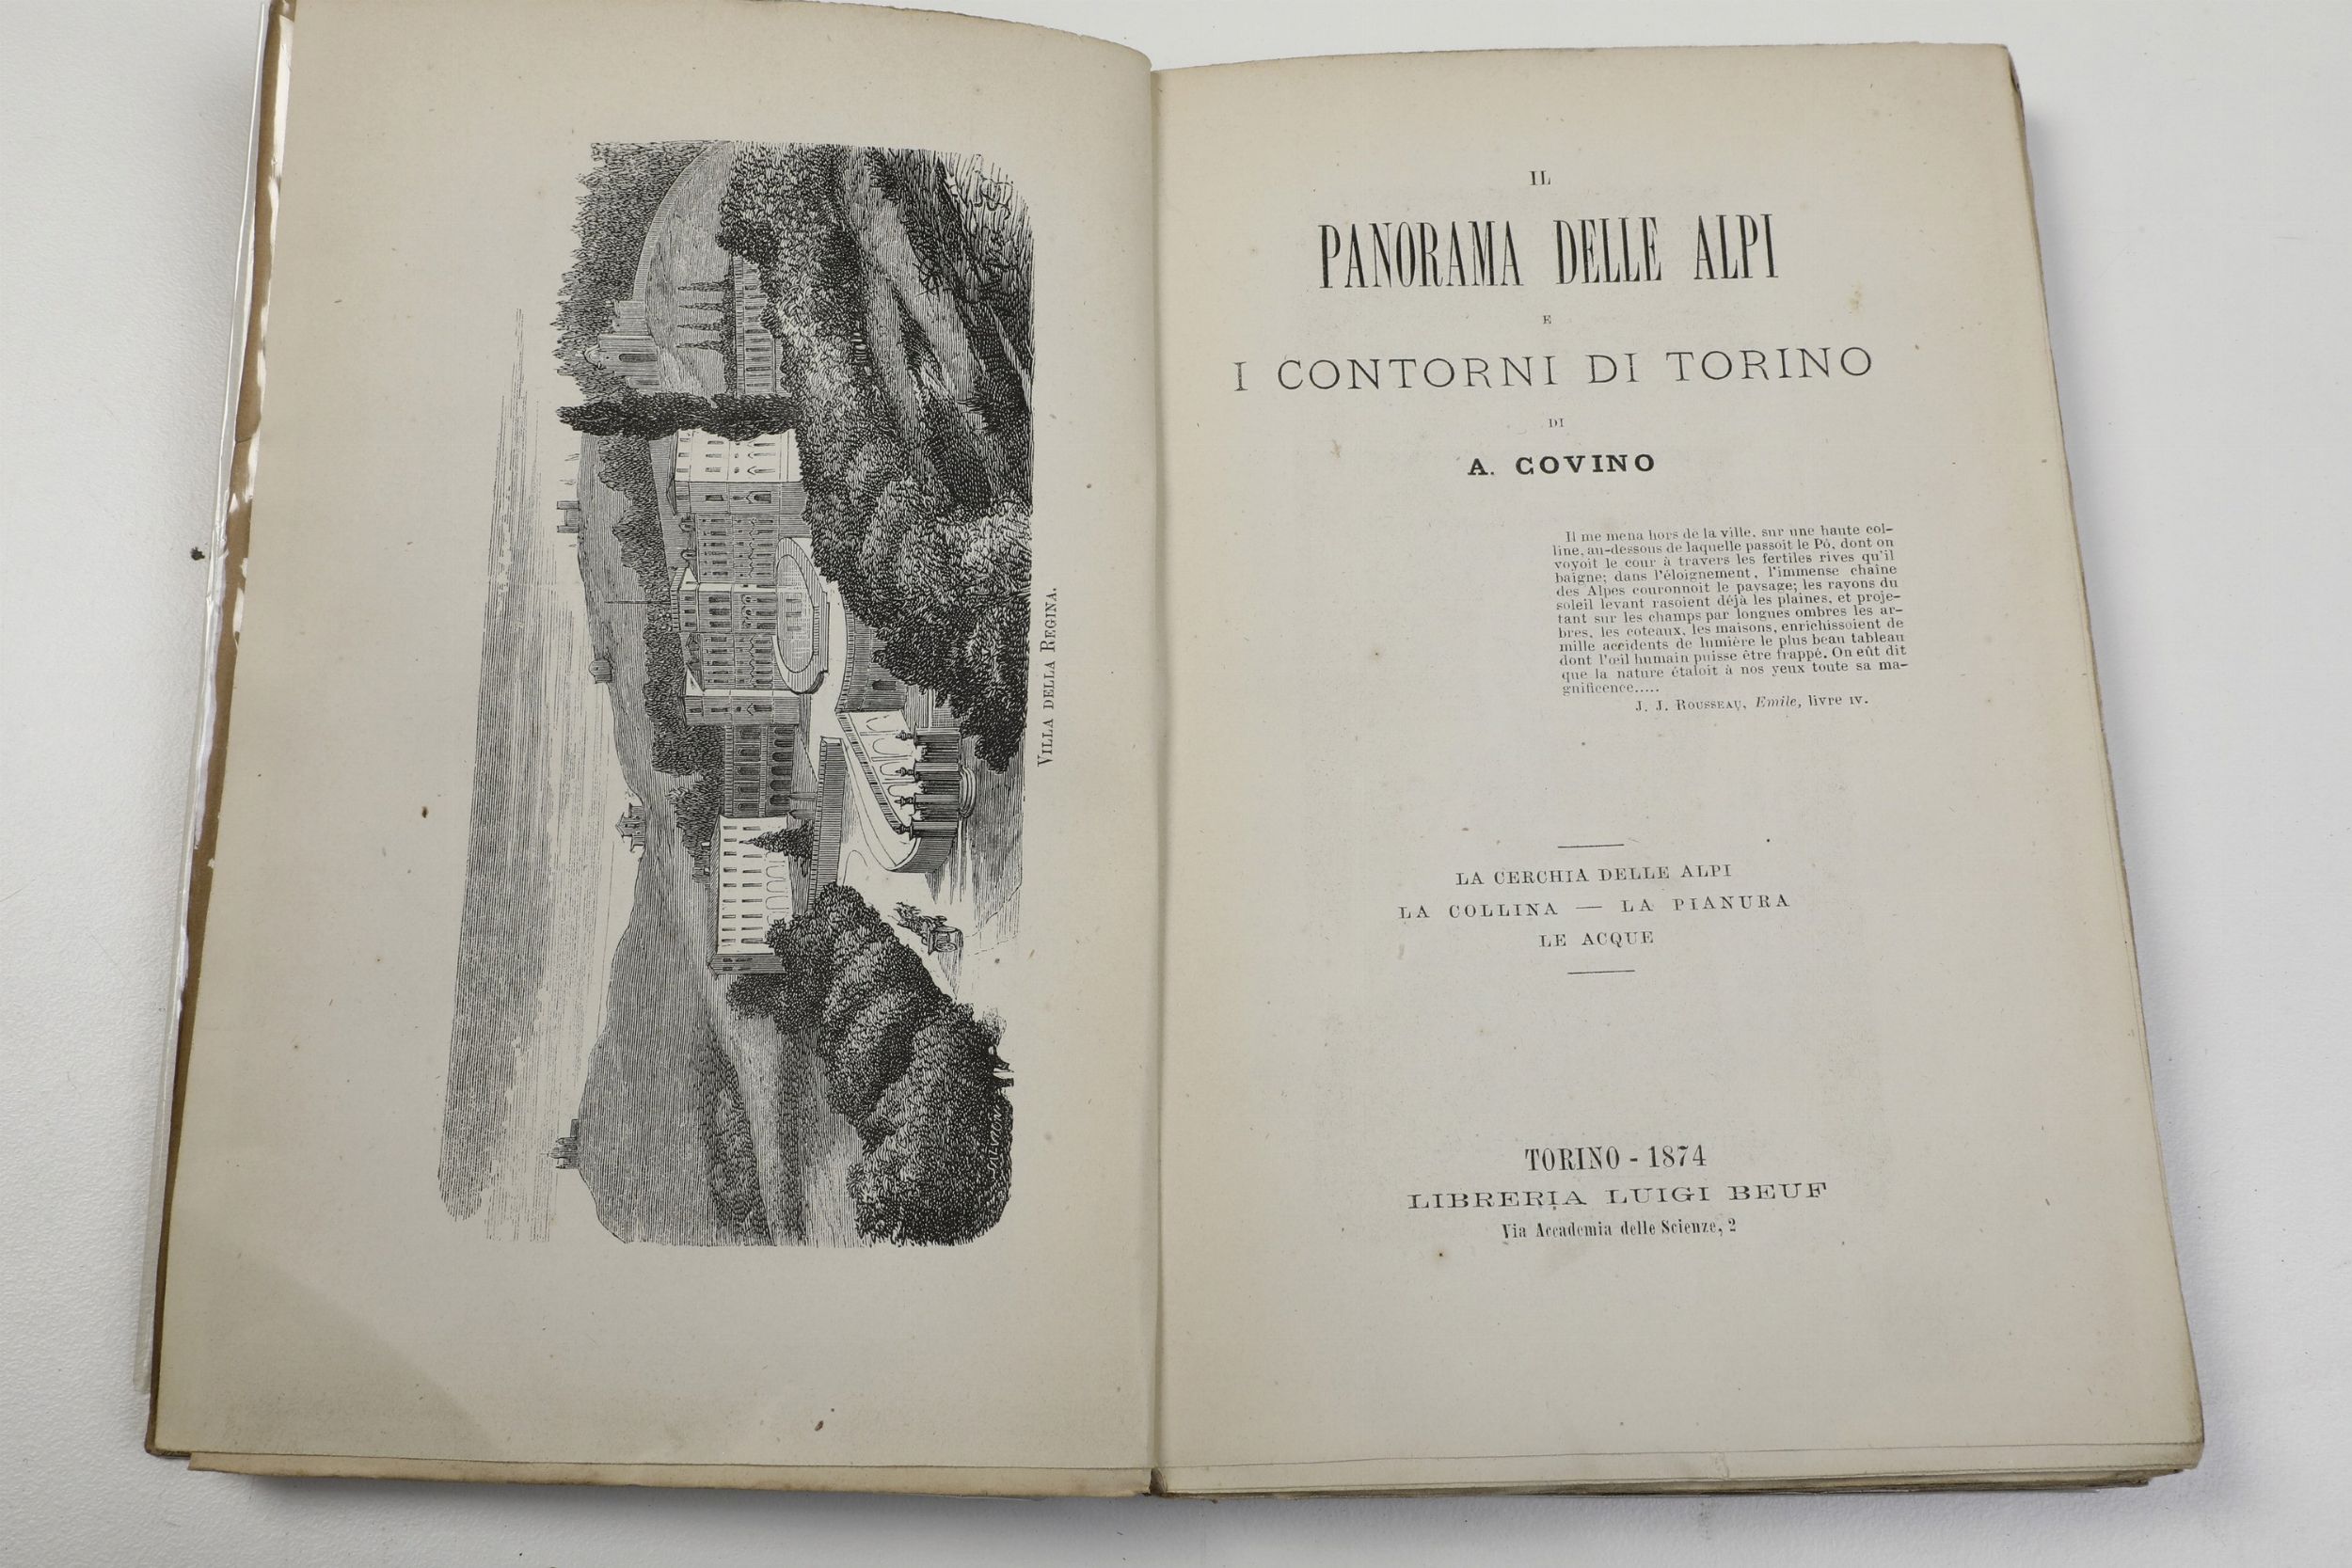 VILLA DELLA REGINA.
SALVIONI
IL
PANORAMA DELLE ALPI
E
I CONTORNI DI TORINO
DI
A. COVINO
Il me mena hors de la ville, sur une haute col-
line, au-dessous de laquelle passoit le Pô, dont on
voyoit le cour à travers les fertiles rives qu'il
baigne; dans l'éloignement, l'immense chaîne
des Alpes couronnoit le paysage; les rayons du
soleil levant rasoient déjà les plaines, et proje-
tant sur les champs par longues ombres les ar-
bres, les coteaux, les maisons, enrichissoient de
mille accidents de lumière le plus beau tableau
dont l'œil humain puisse être frappé. On eût dit
que la nature étaloit à nos yeux toute sa ma-
gnificence.....
J. J. ROUSSEAU, Emile, livre IV.
LA CERCHIA DELLE ALPI
LA COLLINA — LA PIANURA
LE ACQUE
TORINO - 1874
LIBRERIA LUIGI BEUF
Via Accademia delle Scienze, 2